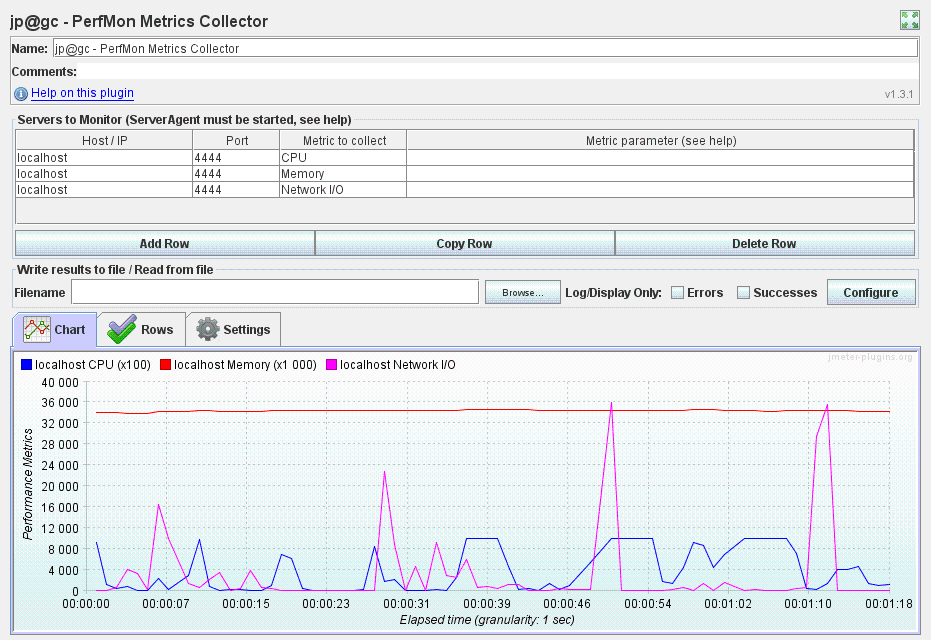 jp@gc - PerfMon Metrics Collector
Name: jp@gc - PerfMon Metrics Collector
Comments:
Help on this plugin
v1.3.1
Servers to Monitor (ServerAgent must be started, see help)
Host / IP Port Metric to collect Metric parameter (see help)
localhost 4444 CPU
localhost 4444 Memory
localhost 4444 Network I/O
Add Row Copy Row Delete Row
Write results to file / Read from file
Filename Browse... Log/Display Only: Errors Successes Configure
Chart Rows Settings
jmeter-plugins.org
localhost CPU (x100) localhost Memory (x1 000) localhost Network I/O
40 000
36 000
32 000
28 000
24 000
20 000
16 000
12 000
8 000
4 000
0
Performance Metrics
00:00:00 00:00:07 00:00:15 00:00:23 00:00:31 00:00:39 00:00:46 00:00:54 00:01:02 00:01:10 00:01:18
Elapsed time (granularity: 1 sec)